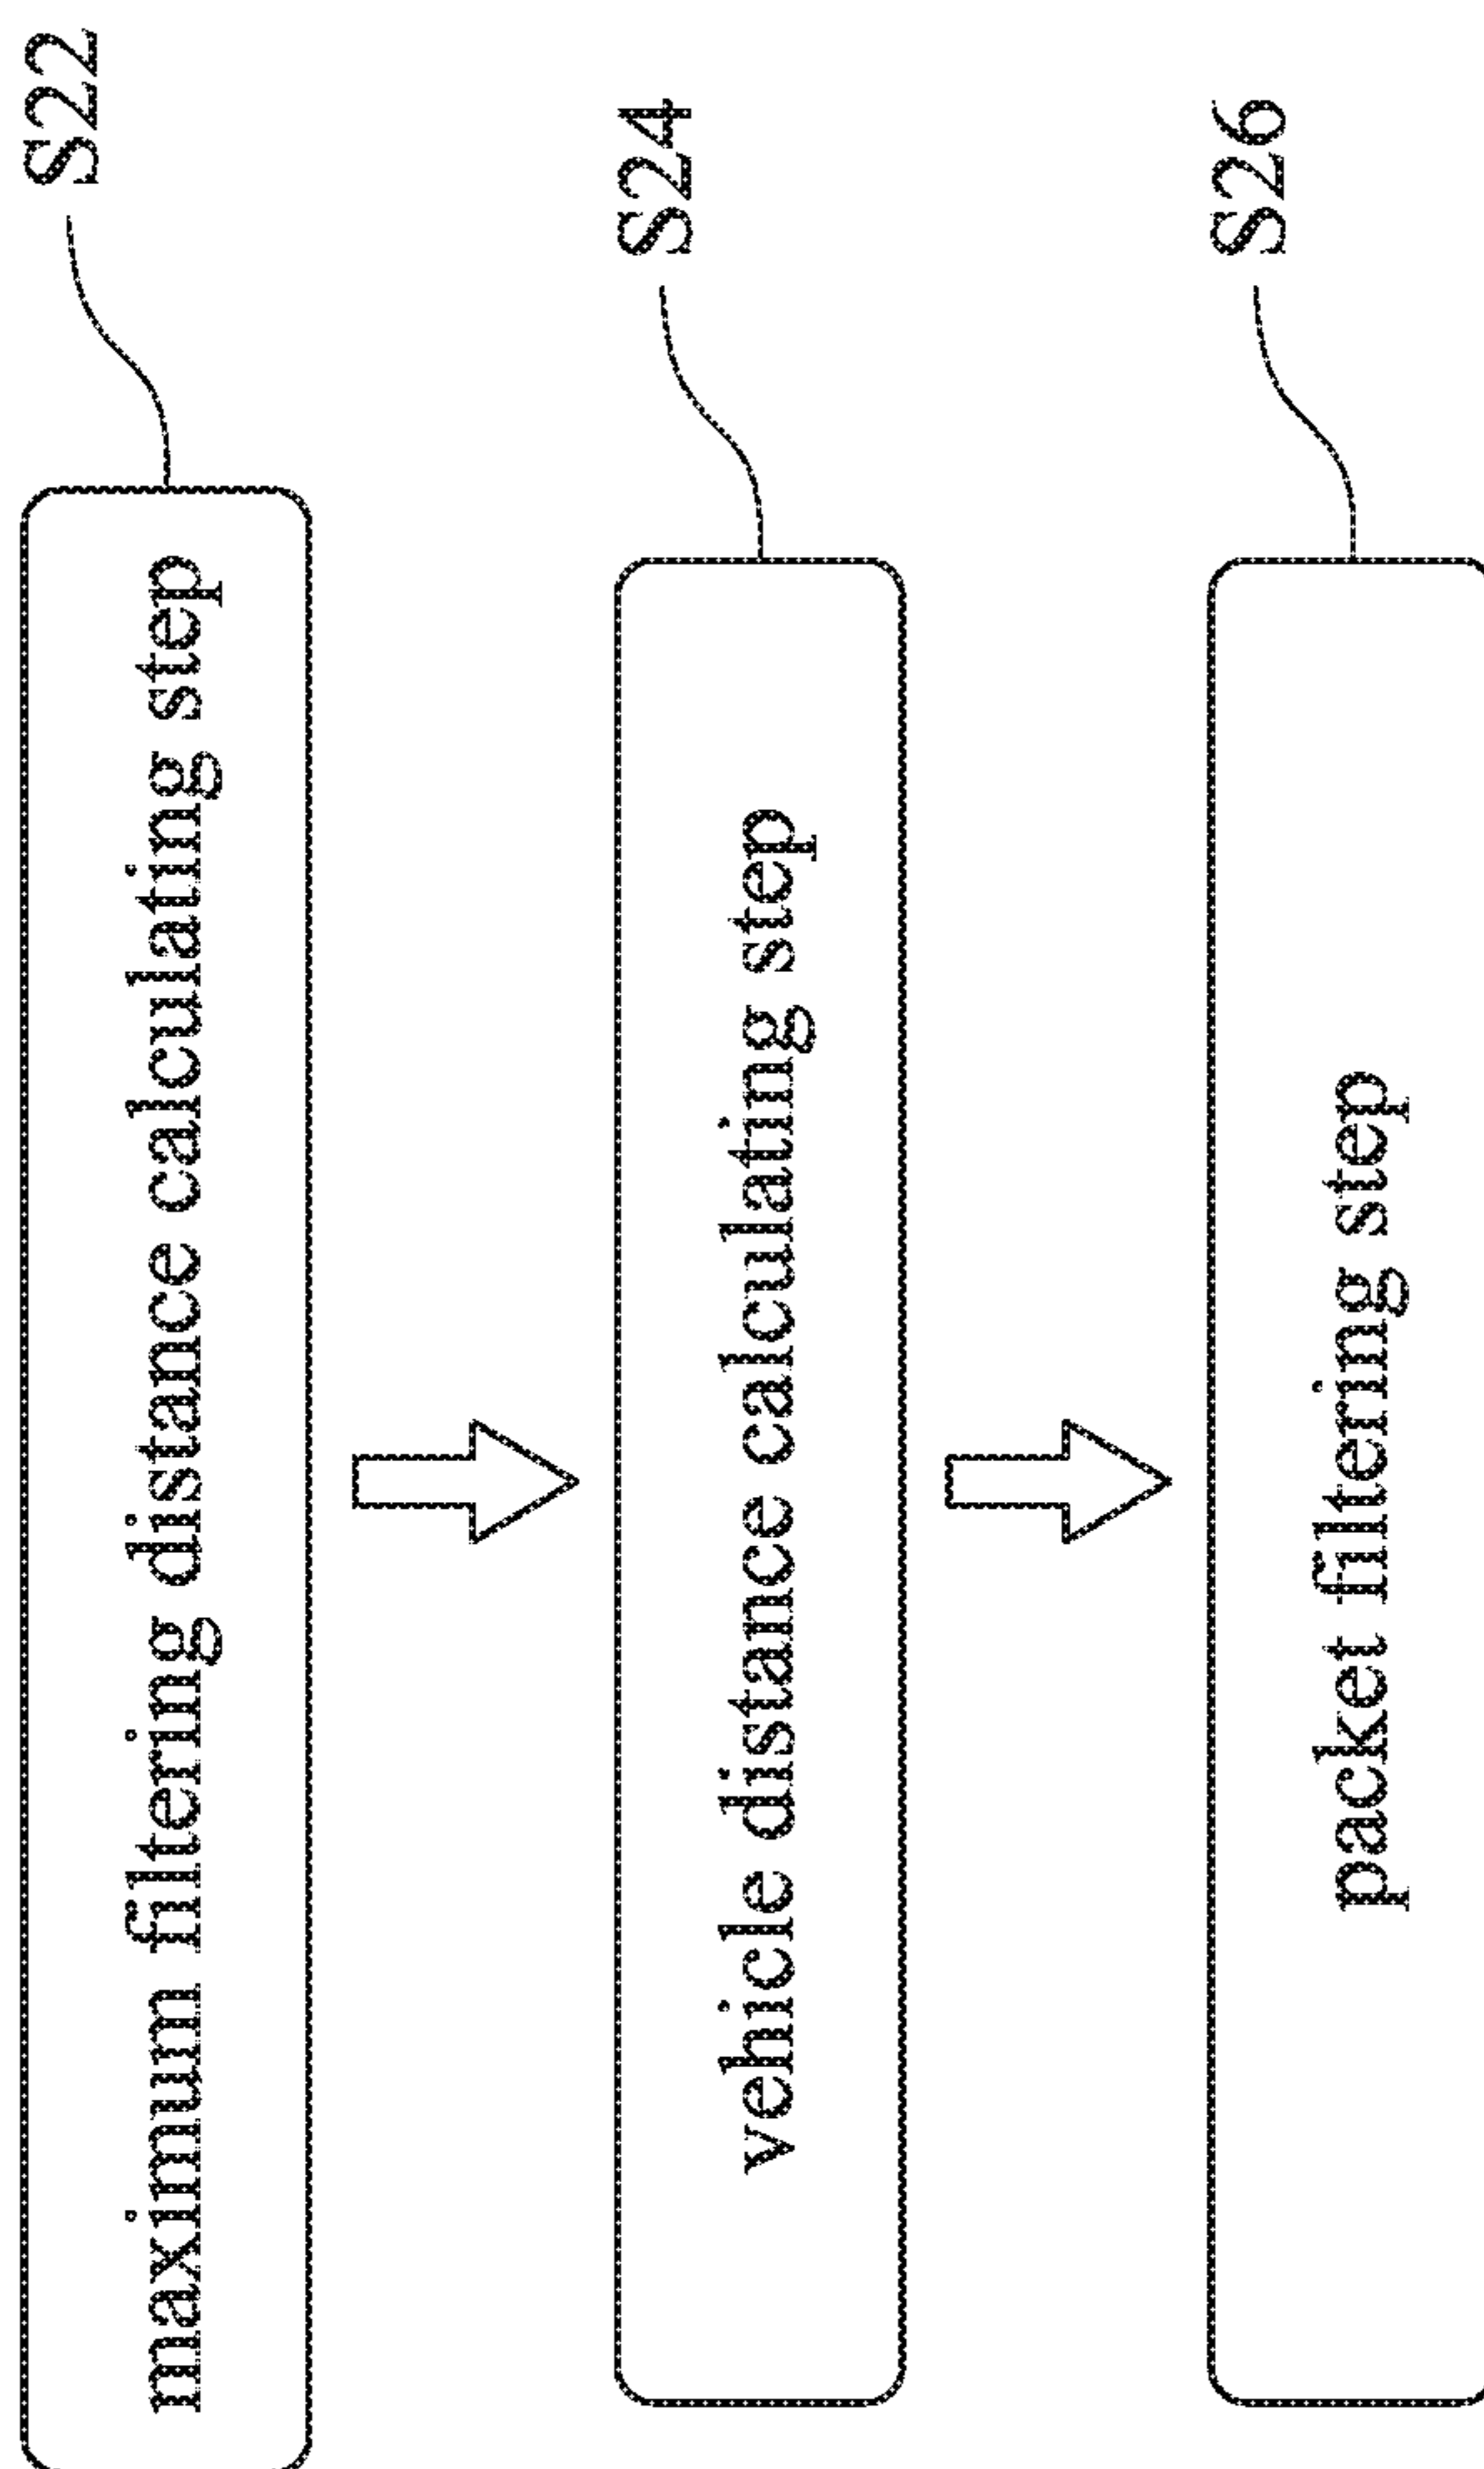 S22
maximum filtering distance calculating step
S24
vehicle distance calculating step
S26
packet filtering step